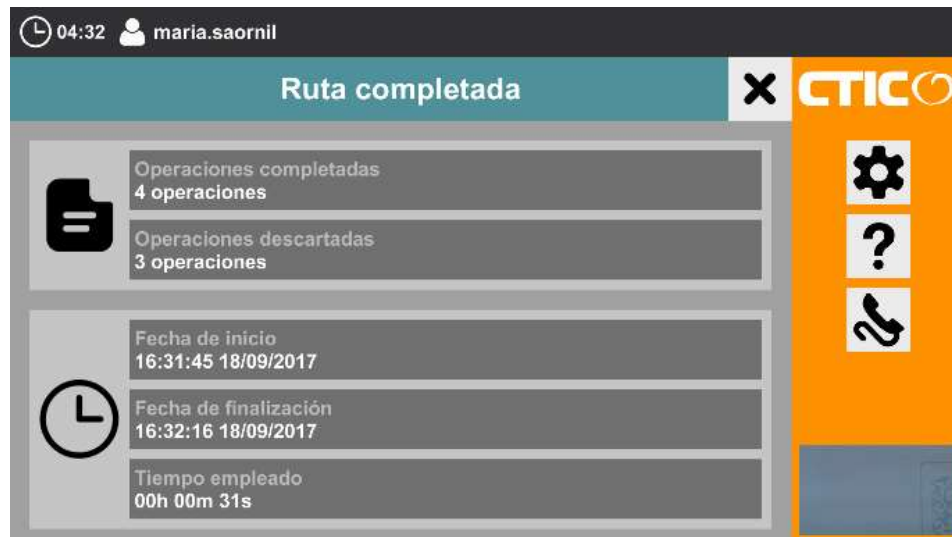 04:32 maria.saornil
Ruta completada
CTIC
Operaciones completadas
4 operaciones
Operaciones descartadas
3 operaciones
Fecha de inicio
16:31:45 18/09/2017
Fecha de finalización
16:32:16 18/09/2017
Tiempo empleado
00h 00m 31s
?